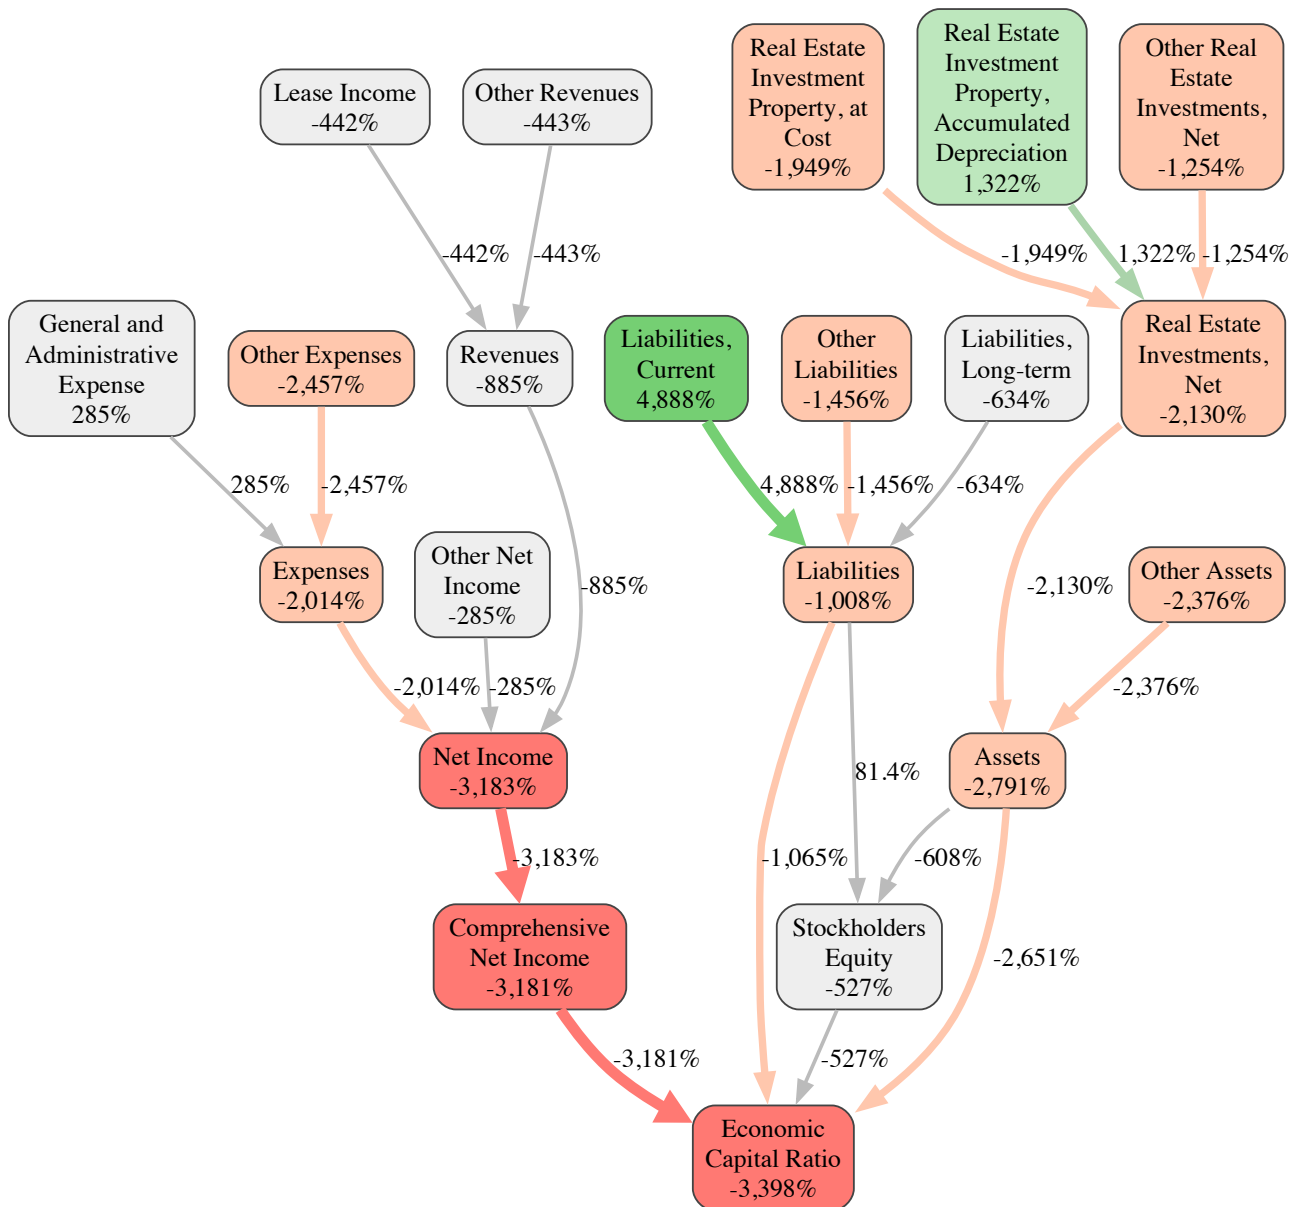 Real Estate
Investment
Property, at
Cost
-1,949%
Real Estate
Investment
Property,
Accumulated
Depreciation
1,322%
Other Real
Estate
Investments,
Net
-1,254%
Lease Income
-442%
Other Revenues
-443%
-442%
-443%
-1,949%
1,322%
-1,254%
General and
Administrative
Expense
285%
Other Expenses
-2,457%
Revenues
-885%
Liabilities,
Current
4,888%
Other
Liabilities
-1,456%
Liabilities,
Long-term
-634%
Real Estate
Investments,
Net
-2,130%
285%
-2,457%
4,888%
-1,456%
-634%
Expenses
-2,014%
Other Net
Income
-285%
-885%
Liabilities
-1,008%
-2,130%
Other Assets
-2,376%
-2,014%
-285%
-2,376%
Net Income
-3,183%
81.4%
Assets
-2,791%
-3,183%
-1,065%
-608%
Comprehensive
Net Income
-3,181%
Stockholders
Equity
-527%
-2,651%
-3,181%
-527%
Economic
Capital Ratio
-3,398%